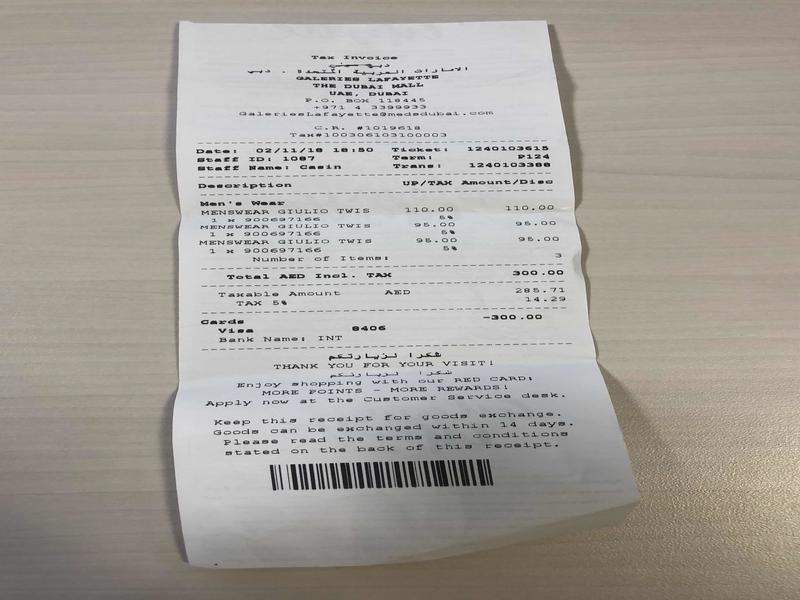 Tax Invoice
دبي مول
الامارات العربية المتحدة . دبي
GALERIES LAFAYETTE
THE DUBAI MALL
UAE, DUBAI
P.O. BOX 118445
+971 4 3399933
GaleriesLafayette@medsdubai.com
C.R. #1019618
Tax#100306103100003
Date: 02/11/18 18:50 Ticket: 1240103615
Staff ID: 1087 Term: P124
Staff Name: Casin Trans: 1240103388
Description UP/TAX Amount/Disc
Men's Wear
MENSWEAR GIULIO TWIS 110.00 110.00
1 x 900697166 5%
MENSWEAR GIULIO TWIS 95.00 95.00
1 x 900697166 5%
MENSWEAR GIULIO TWIS 95.00 95.00
1 x 900697166 5%
Number of Items: 3
Total AED Incl. TAX 300.00
Taxable Amount AED 285.71
TAX 5% 14.29
Cards -300.00
Visa 8406
Bank Name: INT
شكرا لزيارتكم
THANK YOU FOR YOUR VISIT!
شكرا لزيارتكم
Enjoy shopping with our RED CARD:
MORE POINTS - MORE REWARDS!
Apply now at the Customer Service desk.
Keep this receipt for goods exchange.
Goods can be exchanged within 14 days.
Please read the terms and conditions
stated on the back of this receipt.